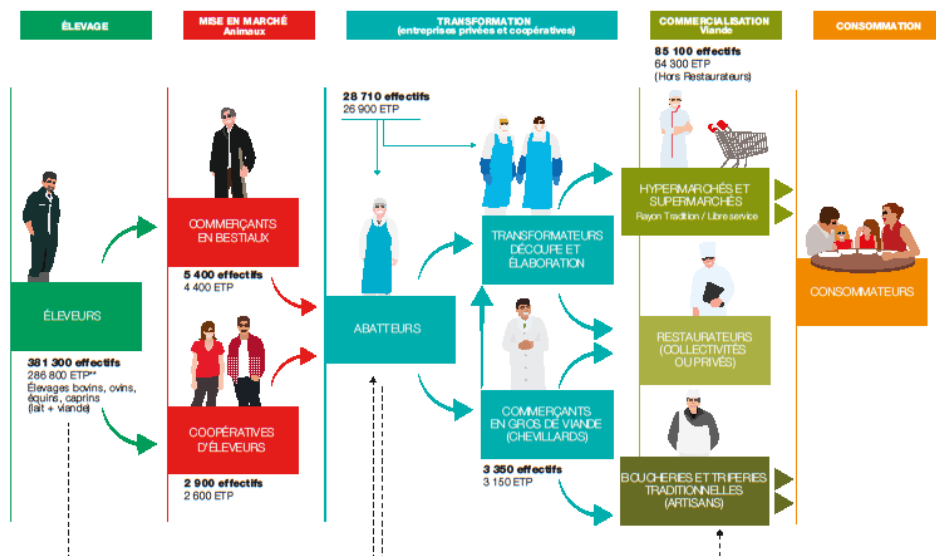 ÉLEVAGE
MISE EN MARCHÉ
Animaux
TRANSFORMATION
(entreprises privées et coopératives)
COMMERCIALISATION
Viande
CONSOMMATION
85 100 effectifs
64 300 ETP
(Hors Restaurateurs)
28 710 effectifs
26 900 ETP
COMMERÇANTS
EN BESTIAUX
5 400 effectifs
4 400 ETP
TRANSFORMATEURS
DÉCOUPE ET
ÉLABORATION
HYPERMARCHÉS ET
SUPERMARCHÉS
Rayon Tradition / Libre service
ÉLEVEURS
381 300 effectifs
286 800 ETP**
Élevages bovins, ovins,
équins, caprins
(lait + viande)
ABATTEURS
RESTAURATEURS
(COLLECTIVITÉS
OU PRIVÉS)
CONSOMMATEURS
COOPÉRATIVES
D'ÉLEVEURS
2 900 effectifs
2 600 ETP
COMMERÇANTS
EN GROS DE VIANDE
(CHEVILLARDS)
3 350 effectifs
3 150 ETP
BOUCHERIES ET TRIPERIES
TRADITIONNELLES
(ARTISANS)